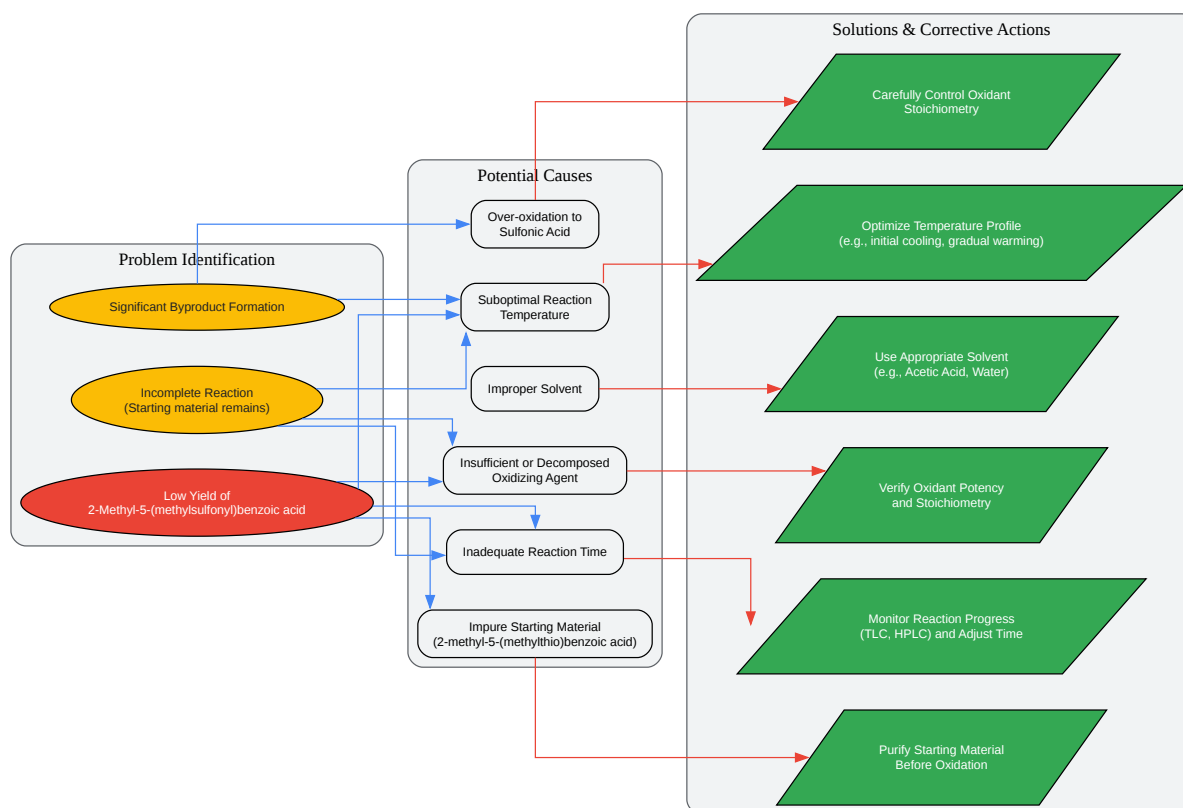 Problem Identification
Significant Byproduct Formation
Incomplete Reaction
(Starting material remains)
Low Yield of
2-Methyl-5-(methylsulfonyl)benzoic acid
Potential Causes
Over-oxidation to
Sulfonic Acid
Suboptimal Reaction
Temperature
Improper Solvent
Insufficient or Decomposed
Oxidizing Agent
Inadequate Reaction Time
Impure Starting Material
(2-methyl-5-(methylthio)benzoic acid)
Solutions & Corrective Actions
Carefully Control Oxidant
Stoichiometry
Optimize Temperature Profile
(e.g., initial cooling, gradual warming)
Use Appropriate Solvent
(e.g., Acetic Acid, Water)
Verify Oxidant Potency
and Stoichiometry
Monitor Reaction Progress
(TLC, HPLC) and Adjust Time
Purify Starting Material
Before Oxidation